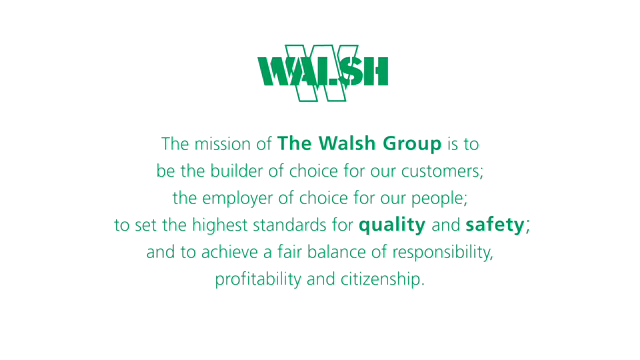 WALSH
The mission of The Walsh Group is to
be the builder of choice for our customers;
the employer of choice for our people;
to set the highest standards for quality and safety;
and to achieve a fair balance of responsibility,
profitability and citizenship.